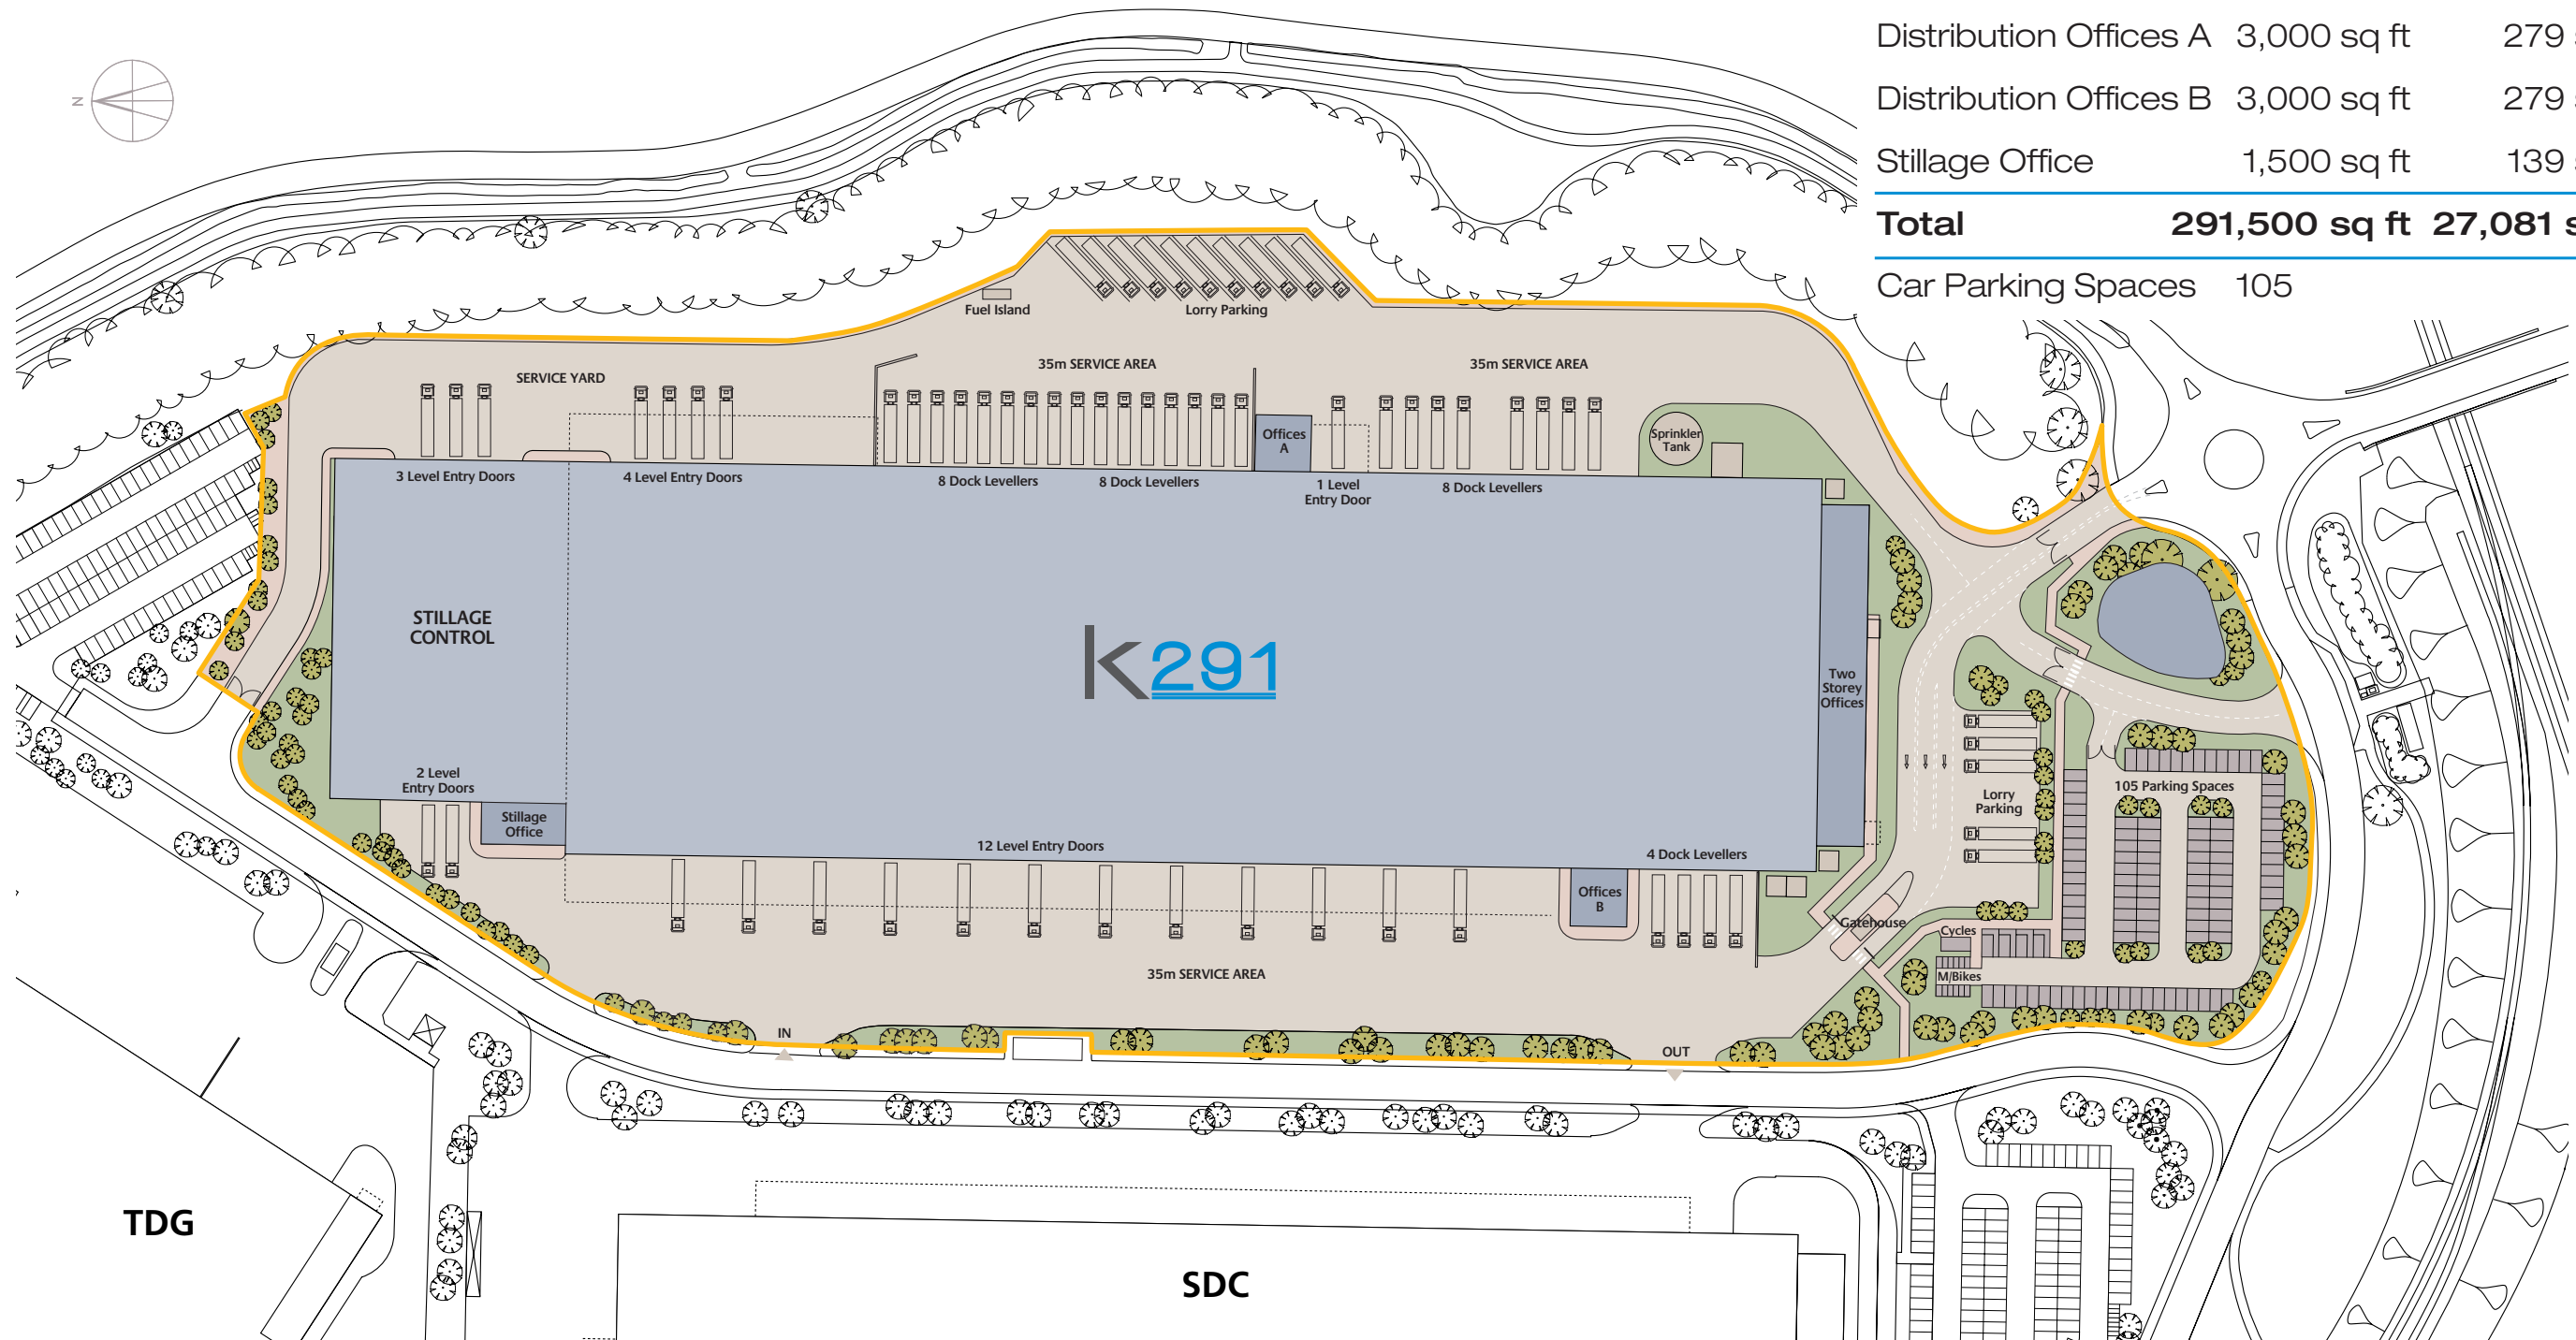 Distribution Offices A 3,000 sq ft 279
Distribution Offices B 3,000 sq ft 279
Stillage Office 1,500 sq ft 139
Total 291,500 sq ft 27,081
Car Parking Spaces 105
N
Fuel Island
Lorry Parking
SERVICE YARD
35m SERVICE AREA
35m SERVICE AREA
Offices
A
Sprinkler
Tank
3 Level Entry Doors
4 Level Entry Doors
8 Dock Levellers
8 Dock Levellers
1 Level
Entry Door
8 Dock Levellers
STILLAGE
CONTROL
k291
Two
Storey
Offices
2 Level
Entry Doors
Stillage
Office
12 Level Entry Doors
4 Dock Levellers
Offices
B
Lorry
Parking
105 Parking Spaces
Gatehouse
Cycles
M/Bikes
35m SERVICE AREA
IN
OUT
TDG
SDC